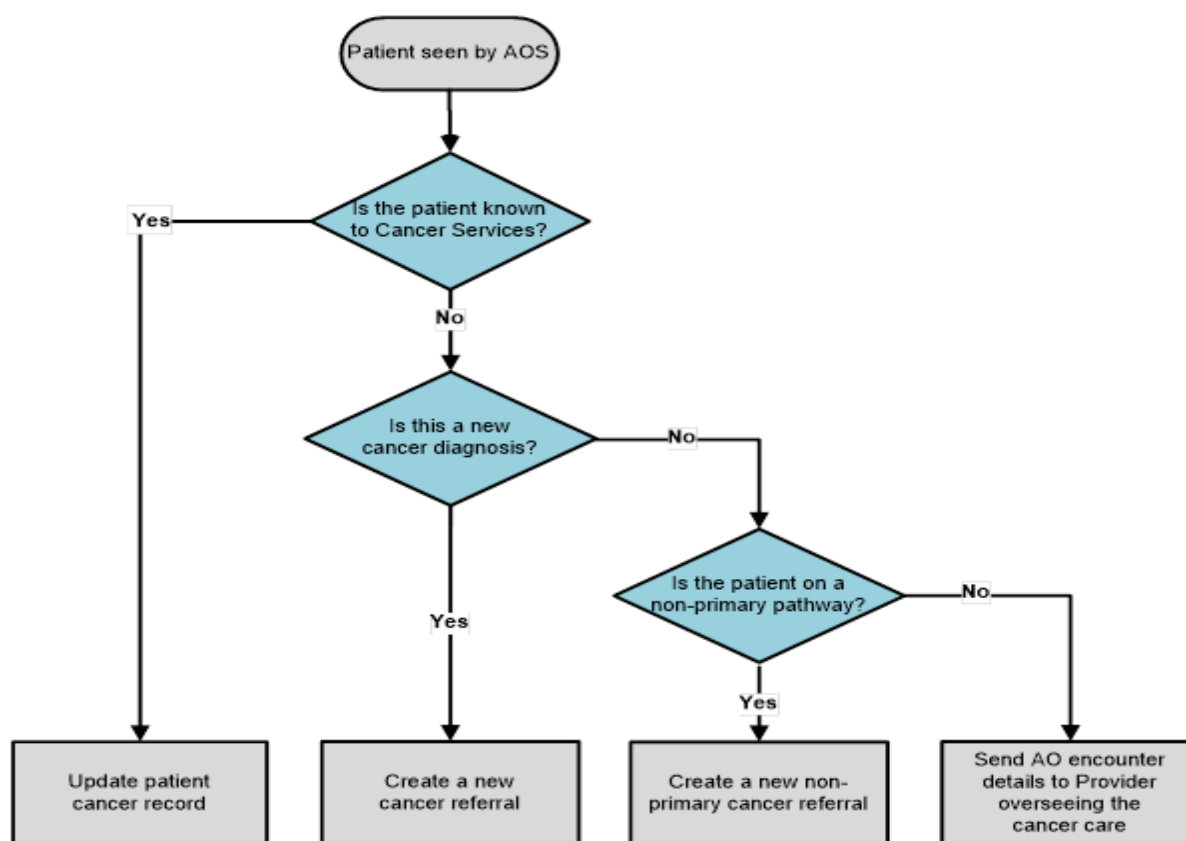 Patient seen by AOS
Is the patient known
to Cancer Services?
Yes
No
Is this a new
cancer diagnosis?
No
Is the patient on a
non-primary pathway?
No
Yes
Yes
Update patient
cancer record
Create a new
cancer referral
Create a new non-
primary cancer referral
Send AO encounter
details to Provider
overseeing the
cancer care